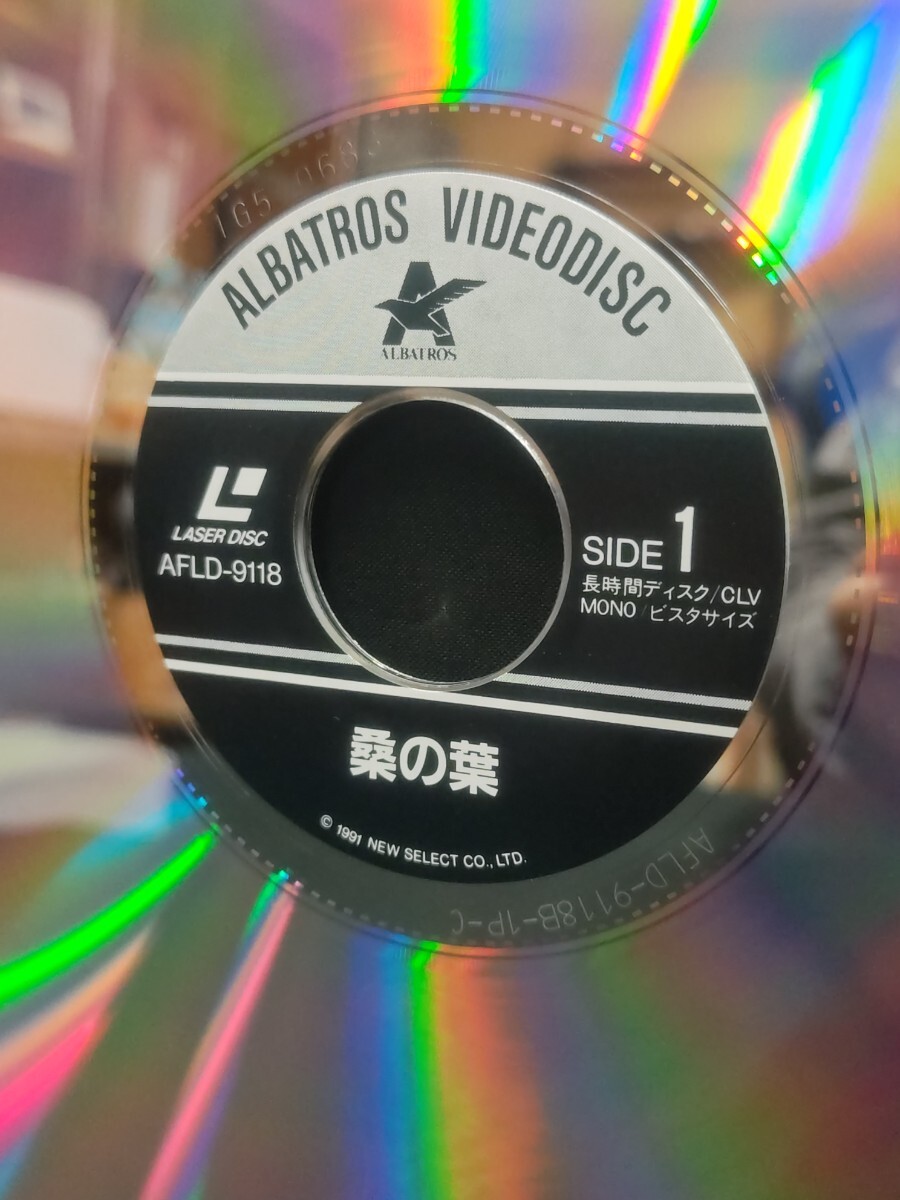 ALBATROS VIDEODISC
ALBATROS
LASER DISC
AFLD-9118
SIDE 1
長時間ディスク/CLV
MONO/ビスタサイズ
桑の葉
© 1991 NEW SELECT CO., LTD.
AFLD-9118B-1P-C